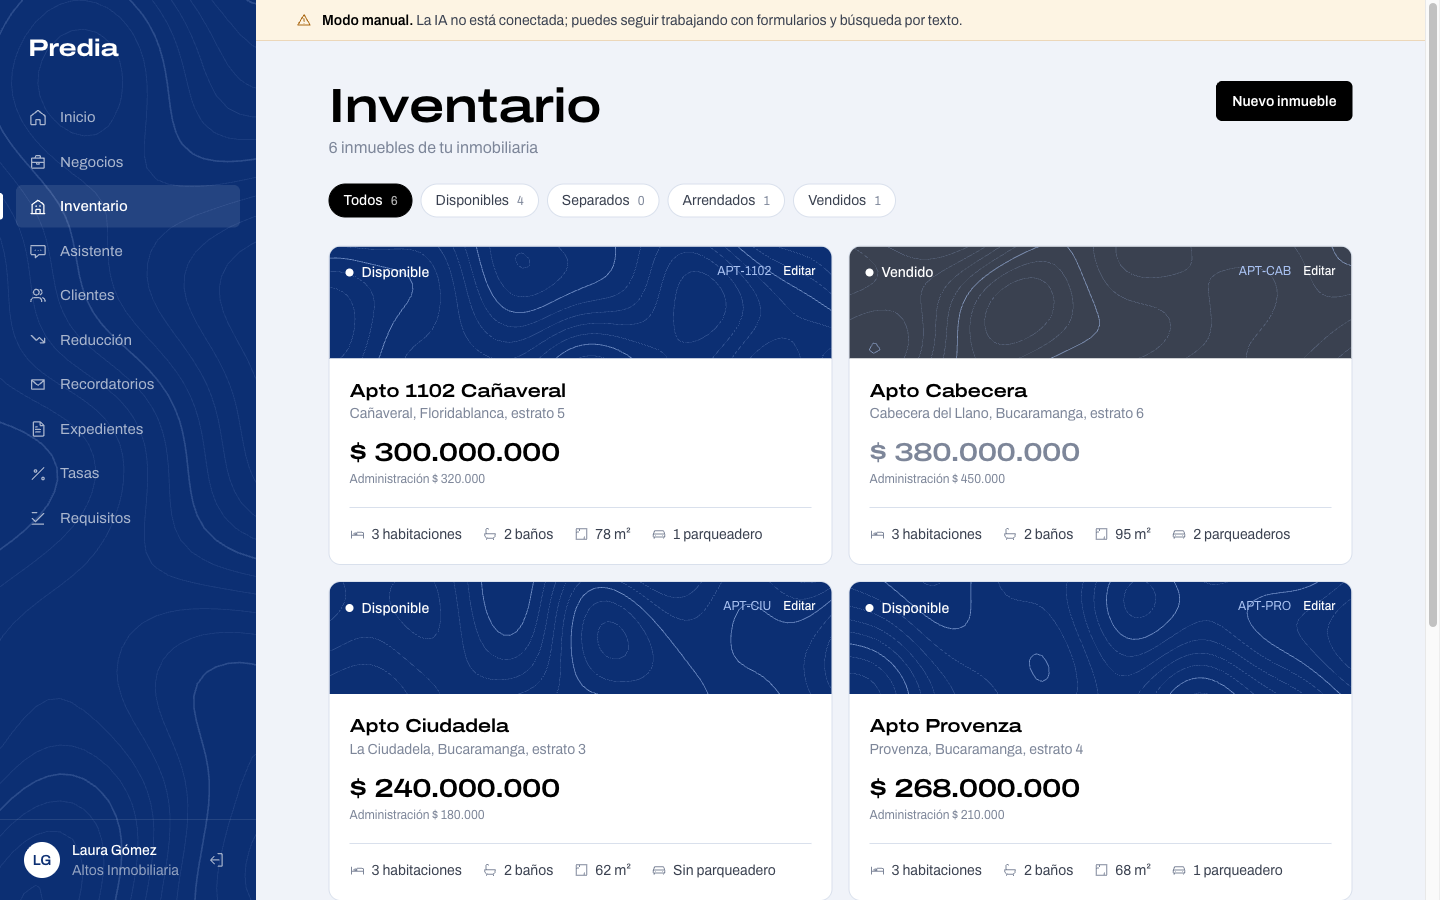 Predia
Inicio
Negocios
Inventario
Asistente
Clientes
Reducción
Recordatorios
Expedientes
Tasas
Requisitos
LG
Laura Gómez
Altos Inmobiliaria
Modo manual. La IA no está conectada; puedes seguir trabajando con formularios y búsqueda por texto.
Inventario
Nuevo inmueble
6 inmuebles de tu inmobiliaria
Todos 6 Disponibles 4 Separados 0 Arrendados 1 Vendidos 1
Disponible APT-1102 Editar
Apto 1102 Cañaveral
Cañaveral, Floridablanca, estrato 5
$ 300.000.000
Administración $ 320.000
3 habitaciones 2 baños 78 m² 1 parqueadero
Vendido APT-CAB Editar
Apto Cabecera
Cabecera del Llano, Bucaramanga, estrato 6
$ 380.000.000
Administración $ 450.000
3 habitaciones 2 baños 95 m² 2 parqueaderos
Disponible APT-CIU Editar
Apto Ciudadela
La Ciudadela, Bucaramanga, estrato 3
$ 240.000.000
Administración $ 180.000
3 habitaciones 2 baños 62 m² Sin parqueadero
Disponible APT-PRO Editar
Apto Provenza
Provenza, Bucaramanga, estrato 4
$ 268.000.000
Administración $ 210.000
3 habitaciones 2 baños 68 m² 1 parqueadero